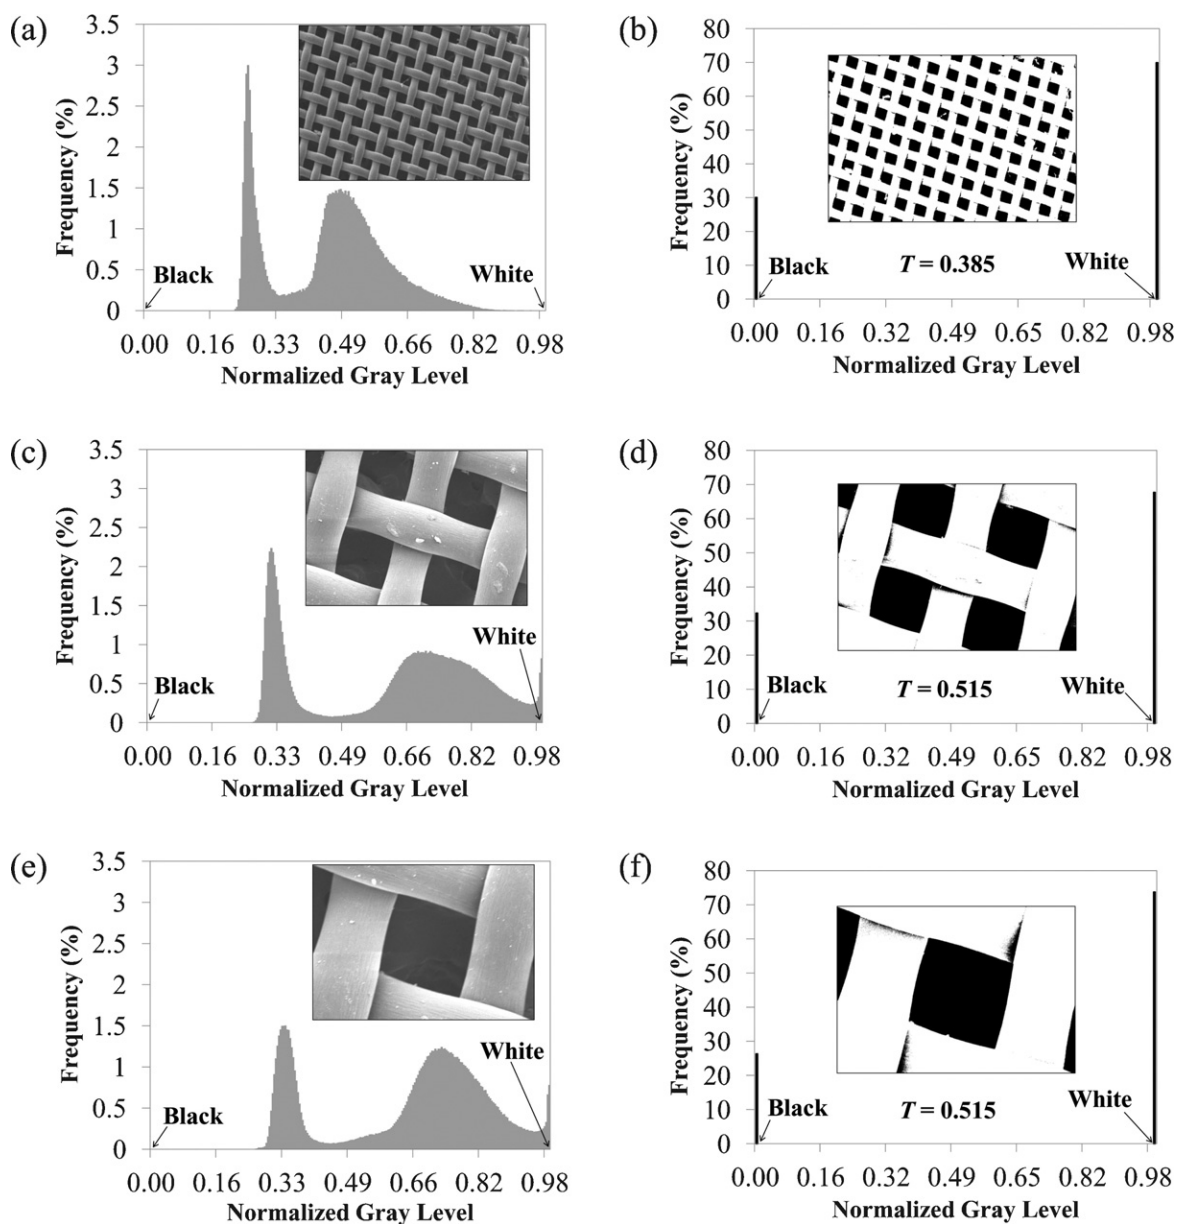 (a)
3.5
3
2.5
2
1.5
1
0.5
0
Frequency (%)
Black
White
0.00 0.16 0.33 0.49 0.66 0.82 0.98
Normalized Gray Level
(b)
80
70
60
50
40
30
20
10
0
Frequency (%)
T = 0.385
Black
White
0.00 0.16 0.32 0.49 0.65 0.82 0.98
Normalized Gray Level
(c)
3.5
3
2.5
2
1.5
1
0.5
0
Frequency (%)
Black
White
0.00 0.16 0.33 0.49 0.66 0.82 0.98
Normalized Gray Level
(d)
80
70
60
50
40
30
20
10
0
Frequency (%)
T = 0.515
Black
White
0.00 0.16 0.32 0.49 0.65 0.82 0.98
Normalized Gray Level
(e)
3.5
3
2.5
2
1.5
1
0.5
0
Frequency (%)
Black
White
0.00 0.16 0.33 0.49 0.66 0.82 0.98
Normalized Gray Level
(f)
80
70
60
50
40
30
20
10
0
Frequency (%)
T = 0.515
Black
White
0.00 0.16 0.32 0.49 0.65 0.82 0.98
Normalized Gray Level